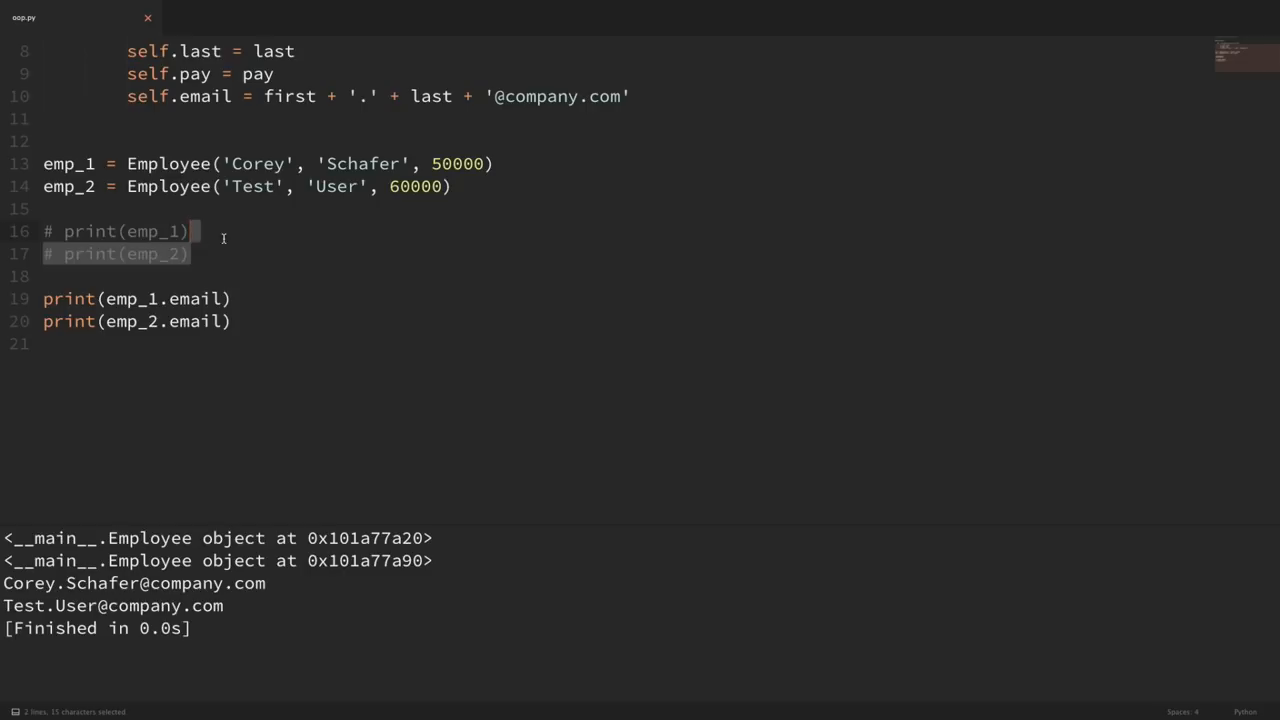 oop.py ×
8 self.last = last
9 self.pay = pay
10 self.email = first + '.' + last + '@company.com'
11
12
13 emp_1 = Employee('Corey', 'Schafer', 50000)
14 emp_2 = Employee('Test', 'User', 60000)
15
16 # print(emp_1)
17 # print(emp_2)
18
19 print(emp_1.email)
20 print(emp_2.email)
21
<__main__.Employee object at 0x101a77a20>
<__main__.Employee object at 0x101a77a90>
Corey.Schafer@company.com
Test.User@company.com
[Finished in 0.0s]
2 lines, 15 characters selected Spaces: 4 Python